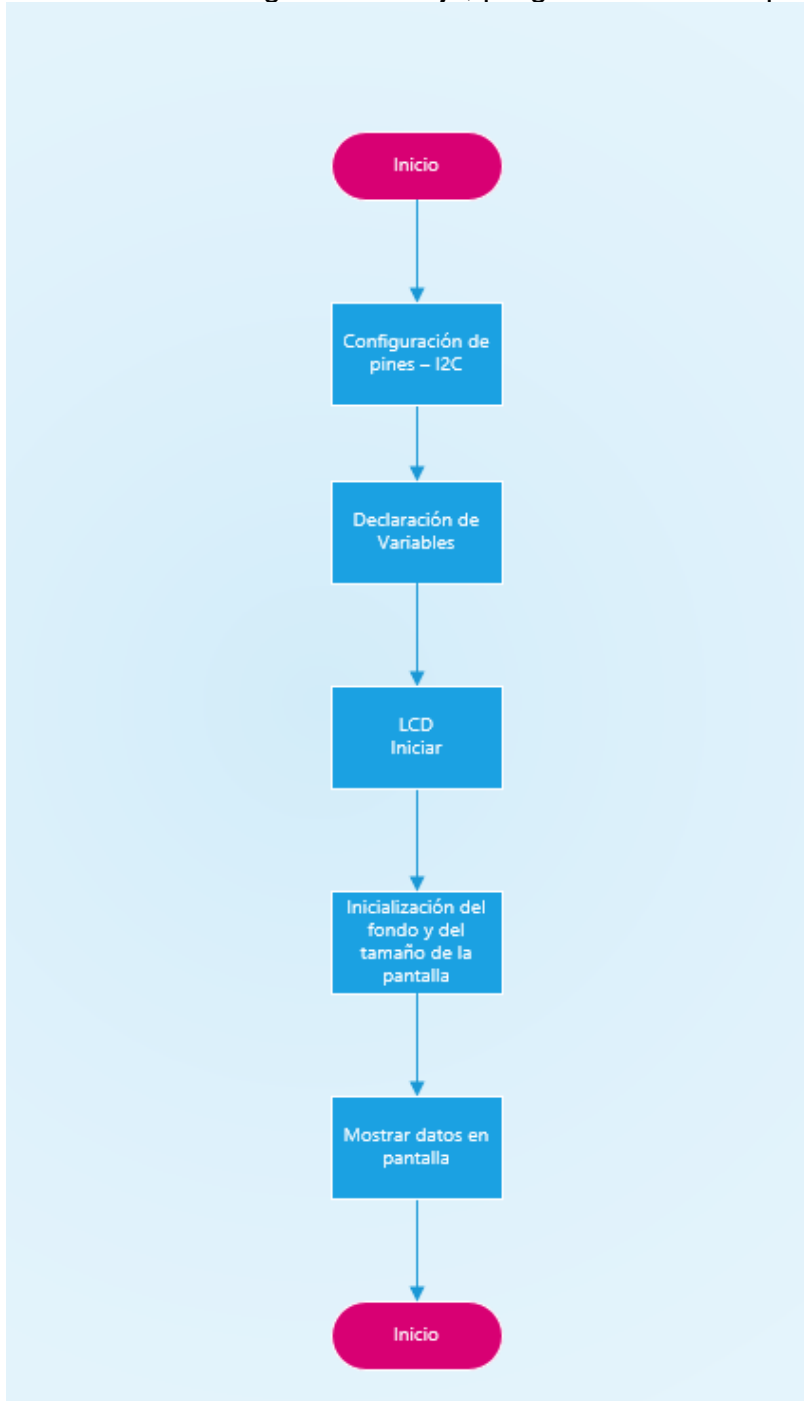 Inicio
Configuración de
pines – I2C
Declaración de
Variables
LCD
Iniciar
Inicialización del
fondo y del
tamaño de la
pantalla
Mostrar datos en
pantalla
Inicio